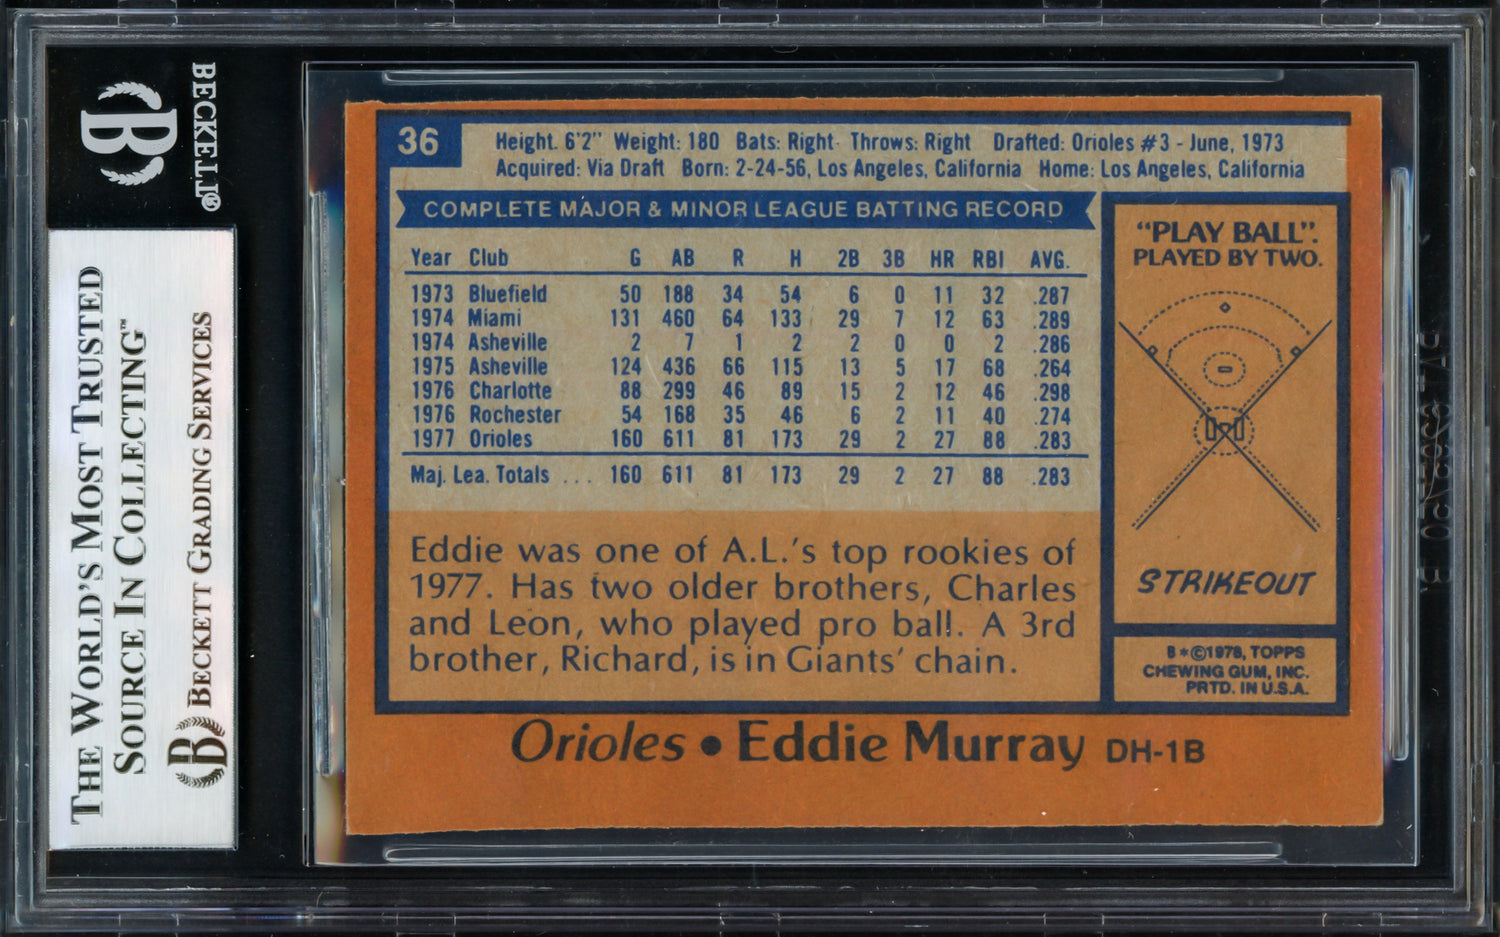 BECKETT®
B
THE WORLD'S MOST TRUSTED
SOURCE IN COLLECTING™
BECKETT GRADING SERVICES
36
Height. 6'2" Weight: 180 Bats: Right Throws: Right Drafted: Orioles #3 - June, 1973
Acquired: Via Draft Born: 2-24-56, Los Angeles, California Home: Los Angeles, California
COMPLETE MAJOR & MINOR LEAGUE BATTING RECORD
Year Club G AB R H 2B 3B HR RBI AVG.
1973 Bluefield 50 188 34 54 6 0 11 32 .287
1974 Miami 131 460 64 133 29 7 12 63 .289
1974 Asheville 2 7 1 2 2 0 0 2 .286
1975 Asheville 124 436 66 115 13 5 17 68 .264
1976 Charlotte 88 299 46 89 15 2 12 46 .298
1976 Rochester 54 168 35 46 6 2 11 40 .274
1977 Orioles 160 611 81 173 29 2 27 88 .283
Maj. Lea. Totals ... 160 611 81 173 29 2 27 88 .283
Eddie was one of A.L.'s top rookies of
1977. Has two older brothers, Charles
and Leon, who played pro ball. A 3rd
brother, Richard, is in Giants' chain.
"PLAY BALL".
PLAYED BY TWO.
STRIKEOUT
B*©1978, TOPPS
CHEWING GUM, INC.
PRTD. IN U.S.A.
Orioles • Eddie Murray DH-1B